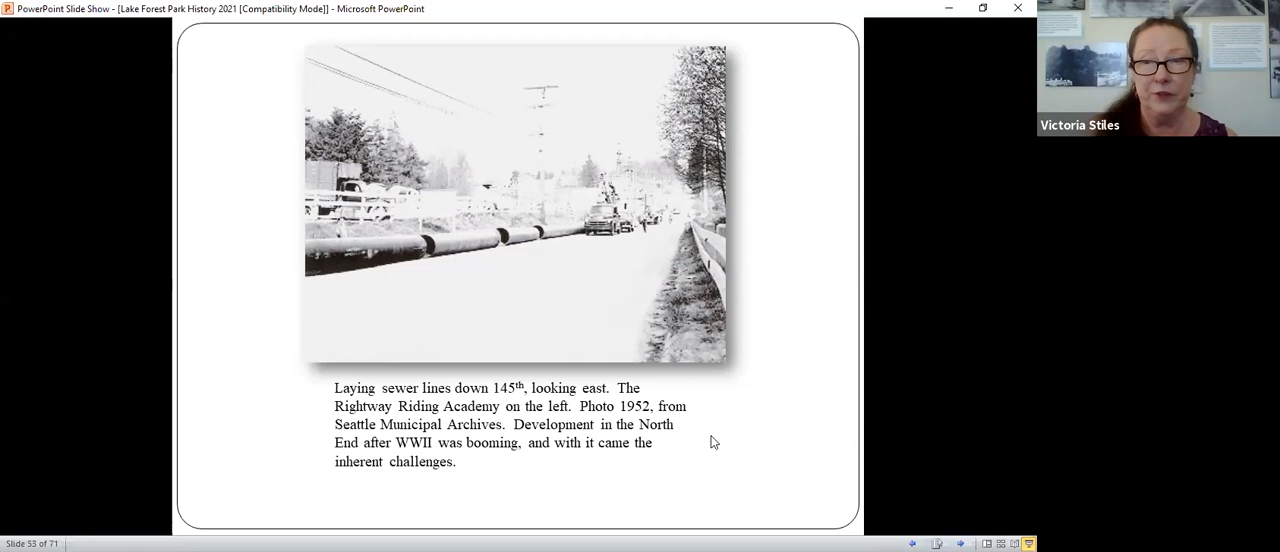 PowerPoint Slide Show - [Lake Forest Park History 2021 [Compatibility Mode]] - Microsoft PowerPoint
Victoria Stiles
Laying sewer lines down 145th, looking east. The
Rightway Riding Academy on the left. Photo 1952, from
Seattle Municipal Archives. Development in the North
End after WWII was booming, and with it came the
inherent challenges.
Slide 53 of 71